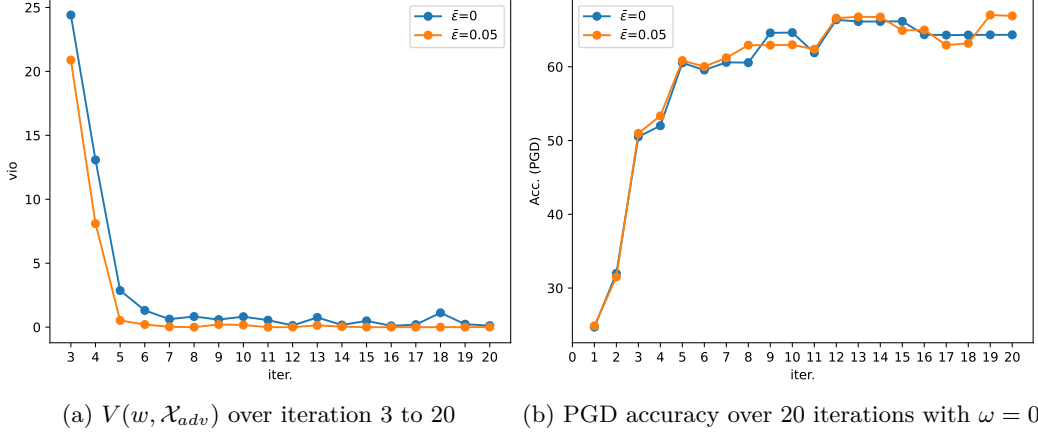 25
20
15
10
5
0
vio
ε̄=0
ε̄=0.05
3 4 5 6 7 8 9 10 11 12 13 14 15 16 17 18 19 20
iter.
(a) V(w, 𝒳_adv) over iteration 3 to 20
60
50
40
30
Acc. (PGD)
ε̄=0
ε̄=0.05
0 1 2 3 4 5 6 7 8 9 10 11 12 13 14 15 16 17 18 19 20
iter.
(b) PGD accuracy over 20 iterations with ω = 0